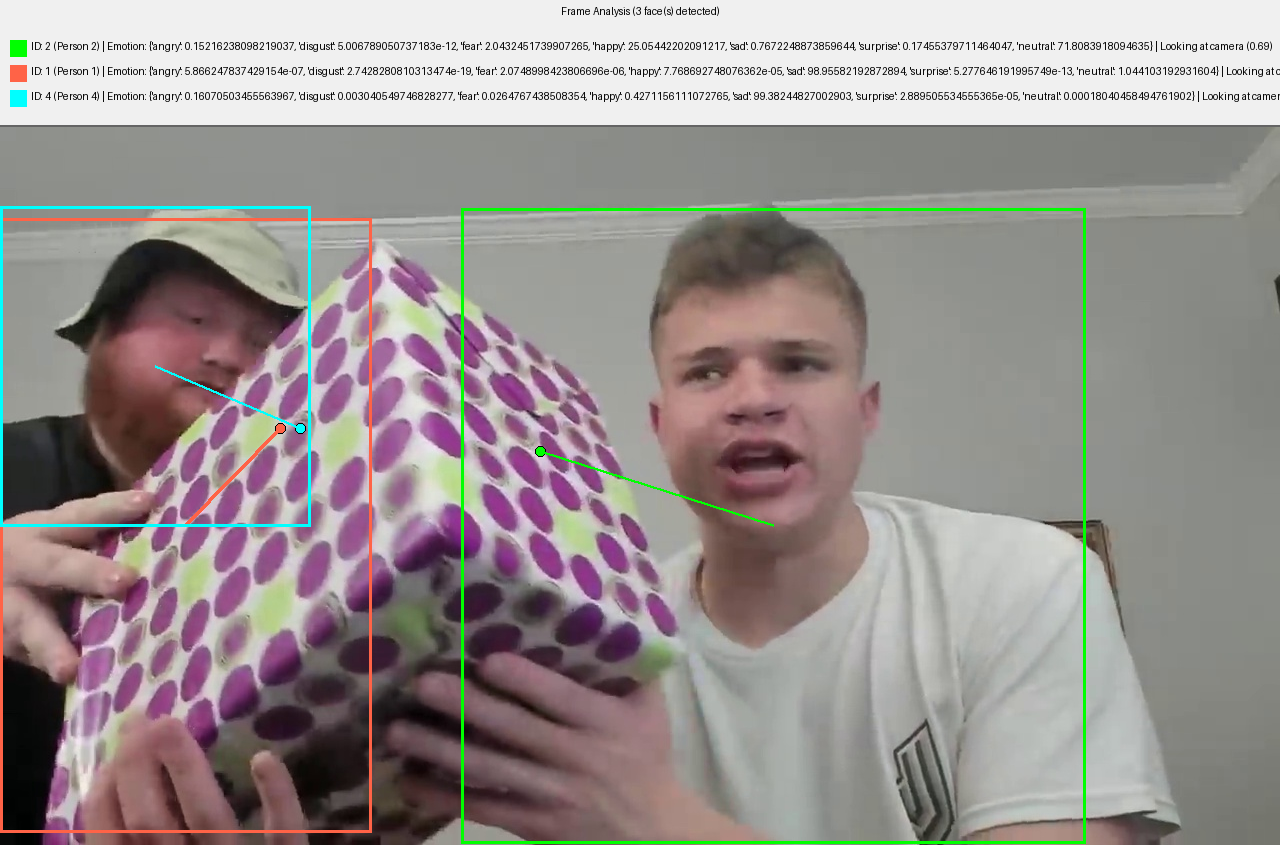 Frame Analysis (3 face(s) detected)
ID: 2 (Person 2) | Emotion: {'angry': 0.15216238098219037, 'disgust': 5.006789050737183e-12, 'fear': 2.0432451739907265, 'happy': 25.05442202091217, 'sad': 0.7672248873859644, 'surprise': 0.17455379711464047, 'neutral': 71.8083918094635} | Looking at camera (0.69)
ID: 1 (Person 1) | Emotion: {'angry': 5.866247837429154e-07, 'disgust': 2.7428280810313474e-19, 'fear': 2.0748998423806696e-06, 'happy': 7.768692748076362e-05, 'sad': 98.95582192872894, 'surprise': 5.277646191995749e-13, 'neutral': 1.044103192931604} | Looking at c
ID: 4 (Person 4) | Emotion: {'angry': 0.16070503455563967, 'disgust': 0.003040549746828277, 'fear': 0.0264767438508354, 'happy': 0.4271156111072765, 'sad': 99.38244827002903, 'surprise': 2.889505534555365e-05, 'neutral': 0.00018040458494761902} | Looking at camer